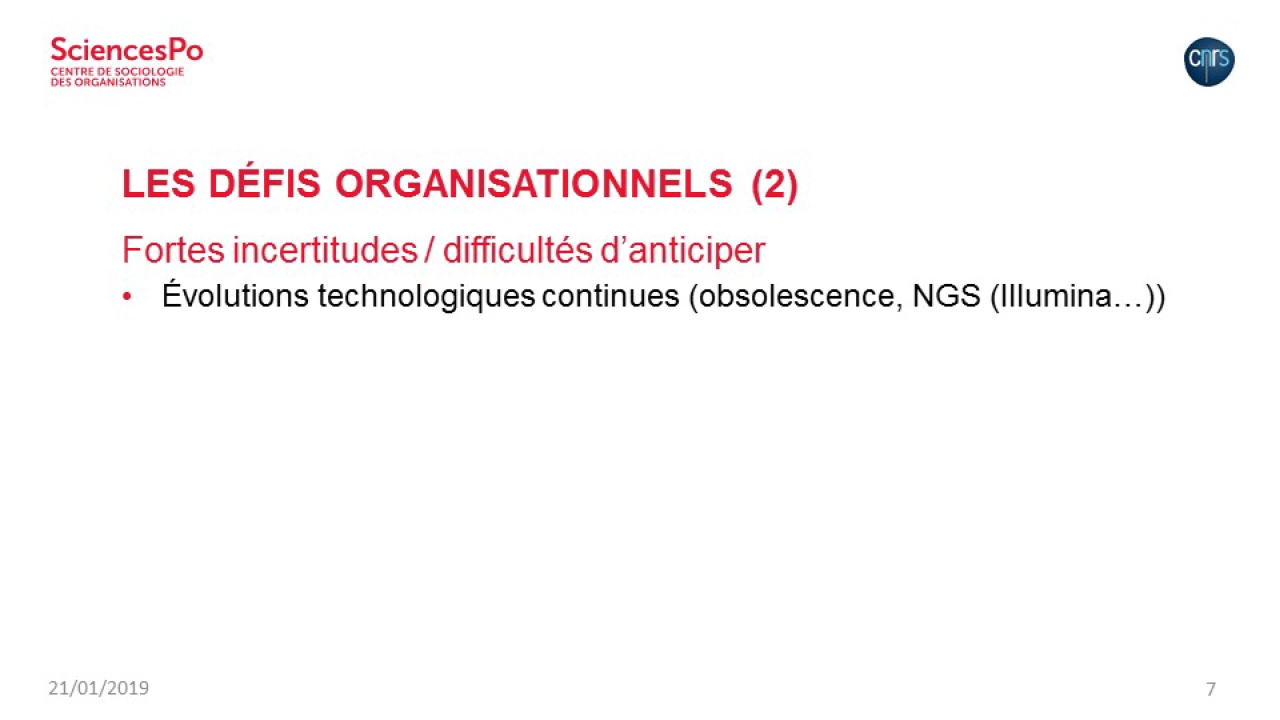 SciencesPo
CENTRE DE SOCIOLOGIE
DES ORGANISATIONS
cnrs
LES DÉFIS ORGANISATIONNELS (2)
Fortes incertitudes / difficultés d’anticiper
• Évolutions technologiques continues (obsolescence, NGS (Illumina…))
21/01/2019
7